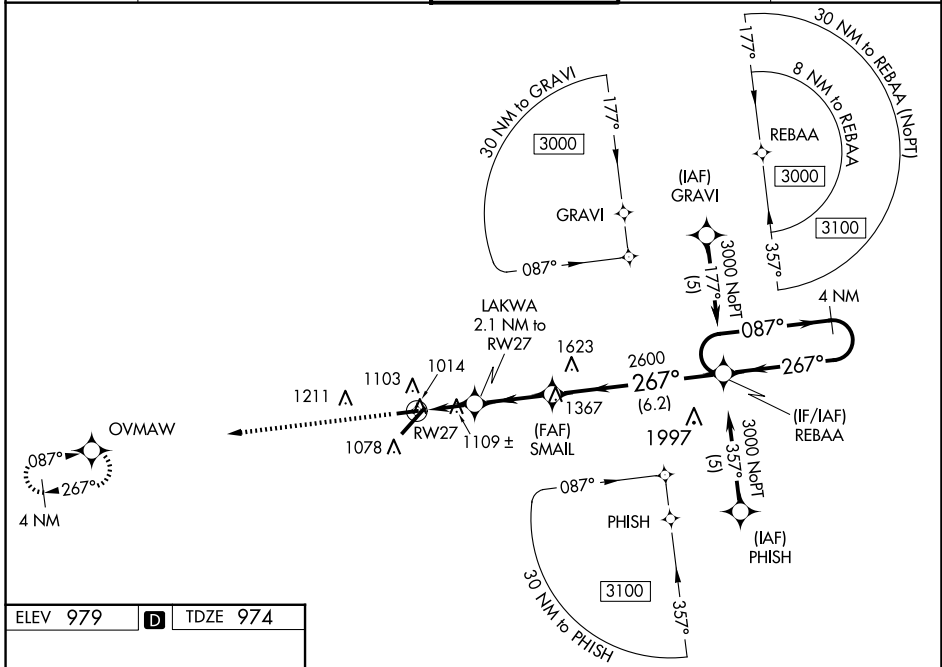 30 NM to GRAVI
177°
3000
GRAVI
087°
177°
30 NM to REBAA (NoPT)
8 NM to REBAA
REBAA
3000
3100
357°
(IAF)
GRAVI
3000 NoPT
177°
(5)
4 NM
087°
267°
LAKWA
2.1 NM to
RW27
1623
2600
267°
(6.2)
1014
1103
1211
1367
(IF/IAF)
REBAA
OVMAW
RW27
1109 ±
(FAF)
SMAIL
1997
1078
087°
267°
4 NM
3000 NoPT
357°
(5)
(IAF)
PHISH
087°
PHISH
3100
357°
30 NM to PHISH
ELEV 979 D TDZE 974